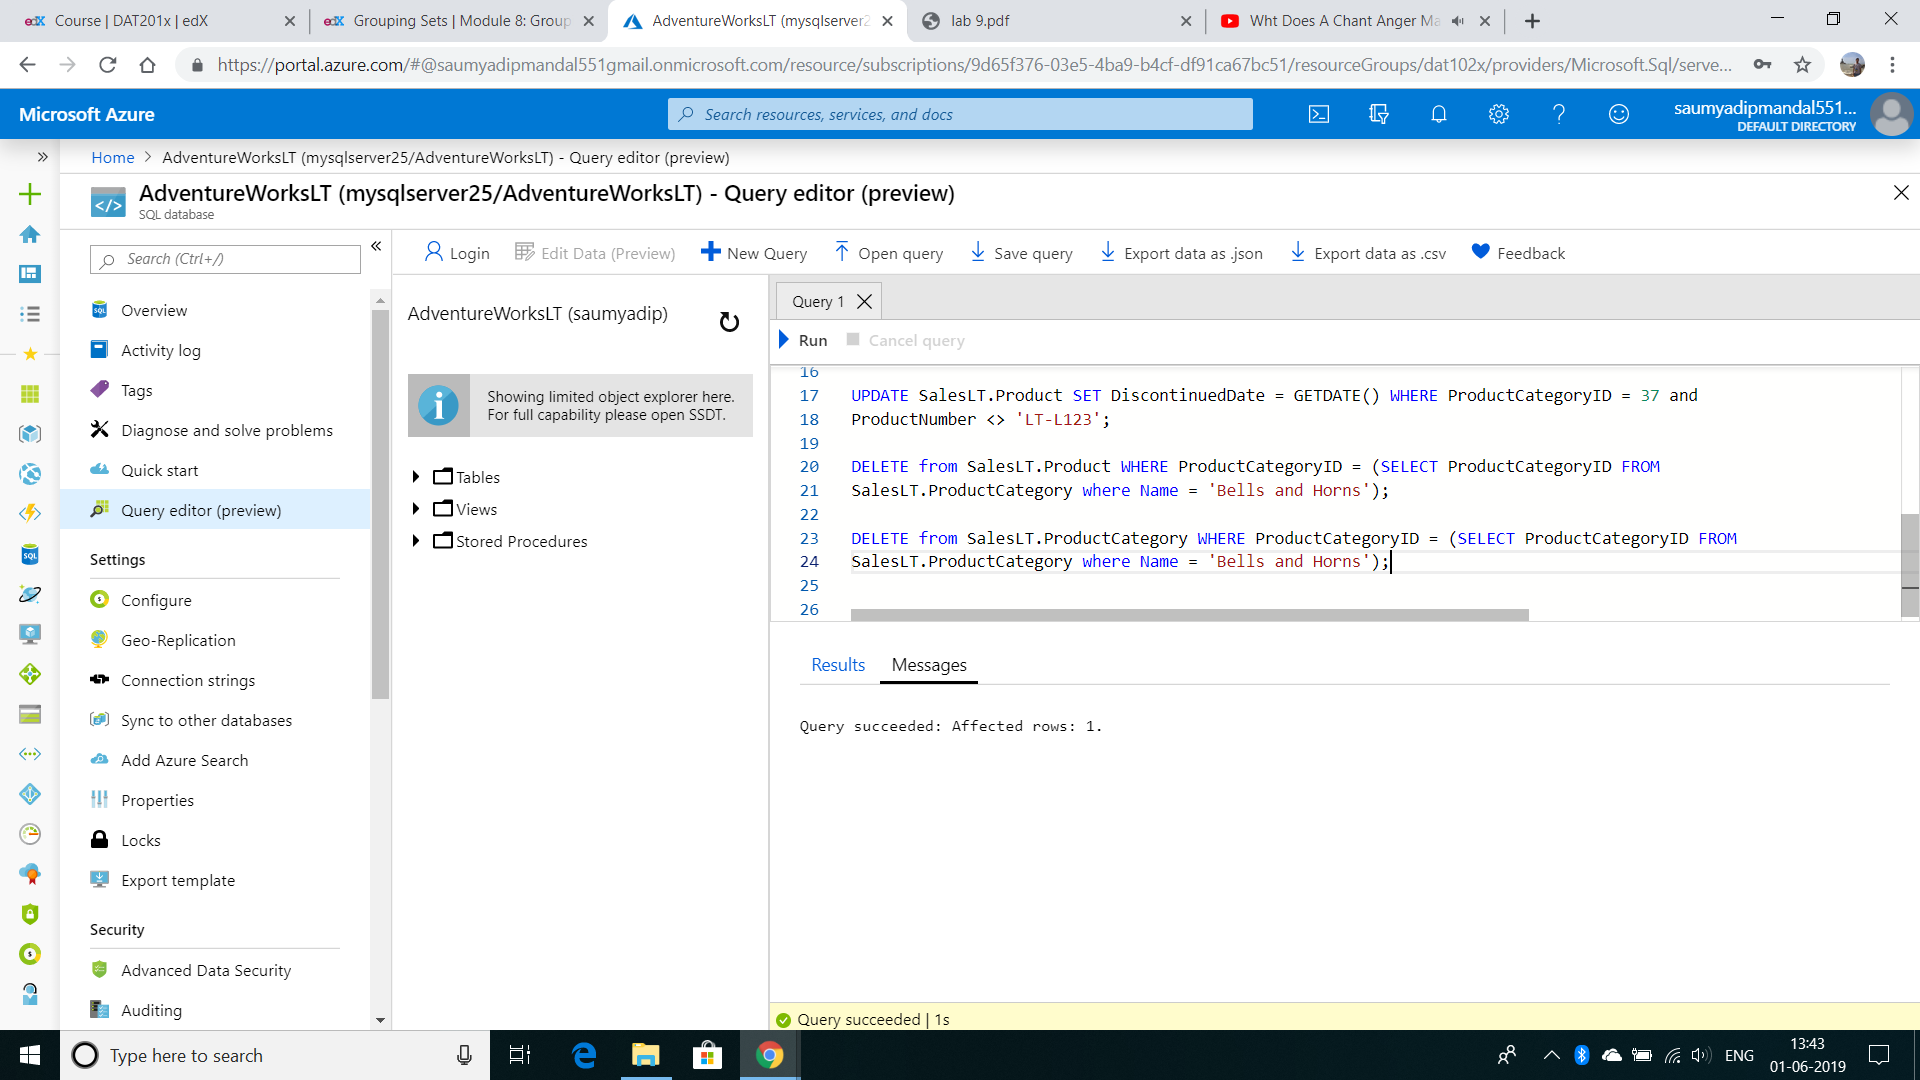 Course | DAT201x | edX
Grouping Sets | Module 8: Group
AdventureWorksLT (mysqlserver2
lab 9.pdf
Wht Does A Chant Anger Ma
https://portal.azure.com/#@saumyadipmandal551gmail.onmicrosoft.com/resource/subscriptions/9d65f376-03e5-4ba9-b4cf-df91ca67bc51/resourceGroups/dat102x/providers/Microsoft.Sql/serve...
Microsoft Azure
Search resources, services, and docs
saumyadipmandal551...
DEFAULT DIRECTORY
Home > AdventureWorksLT (mysqlserver25/AdventureWorksLT) - Query editor (preview)
AdventureWorksLT (mysqlserver25/AdventureWorksLT) - Query editor (preview)
SQL database
Search (Ctrl+/)
Overview
Activity log
Tags
Diagnose and solve problems
Quick start
Query editor (preview)
Settings
Configure
Geo-Replication
Connection strings
Sync to other databases
Add Azure Search
Properties
Locks
Export template
Security
Advanced Data Security
Auditing
Login
Edit Data (Preview)
New Query
Open query
Save query
Export data as .json
Export data as .csv
Feedback
AdventureWorksLT (saumyadip)
Showing limited object explorer here.
For full capability please open SSDT.
Tables
Views
Stored Procedures
Query 1
Run
Cancel query
16
17 UPDATE SalesLT.Product SET DiscontinuedDate = GETDATE() WHERE ProductCategoryID = 37 and
18 ProductNumber <> 'LT-L123';
19
20 DELETE from SalesLT.Product WHERE ProductCategoryID = (SELECT ProductCategoryID FROM
21 SalesLT.ProductCategory where Name = 'Bells and Horns');
22
23 DELETE from SalesLT.ProductCategory WHERE ProductCategoryID = (SELECT ProductCategoryID FROM
24 SalesLT.ProductCategory where Name = 'Bells and Horns');
25
26
Results
Messages
Query succeeded: Affected rows: 1.
Query succeeded | 1s
Type here to search
ENG
13:43
01-06-2019